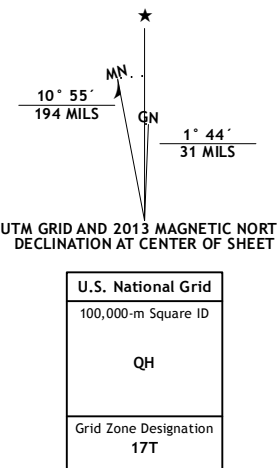 MN
GN
10° 55´
194 MILS
1° 44´
31 MILS
UTM GRID AND 2013 MAGNETIC NORT
DECLINATION AT CENTER OF SHEET
U.S. National Grid
100,000-m Square ID
QH
Grid Zone Designation
17T